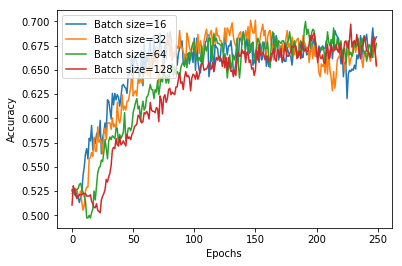 0.700
0.675
0.650
0.625
0.600
0.575
0.550
0.525
0.500
Accuracy
Batch size=16
Batch size=32
Batch size=64
Batch size=128
0 50 100 150 200 250
Epochs